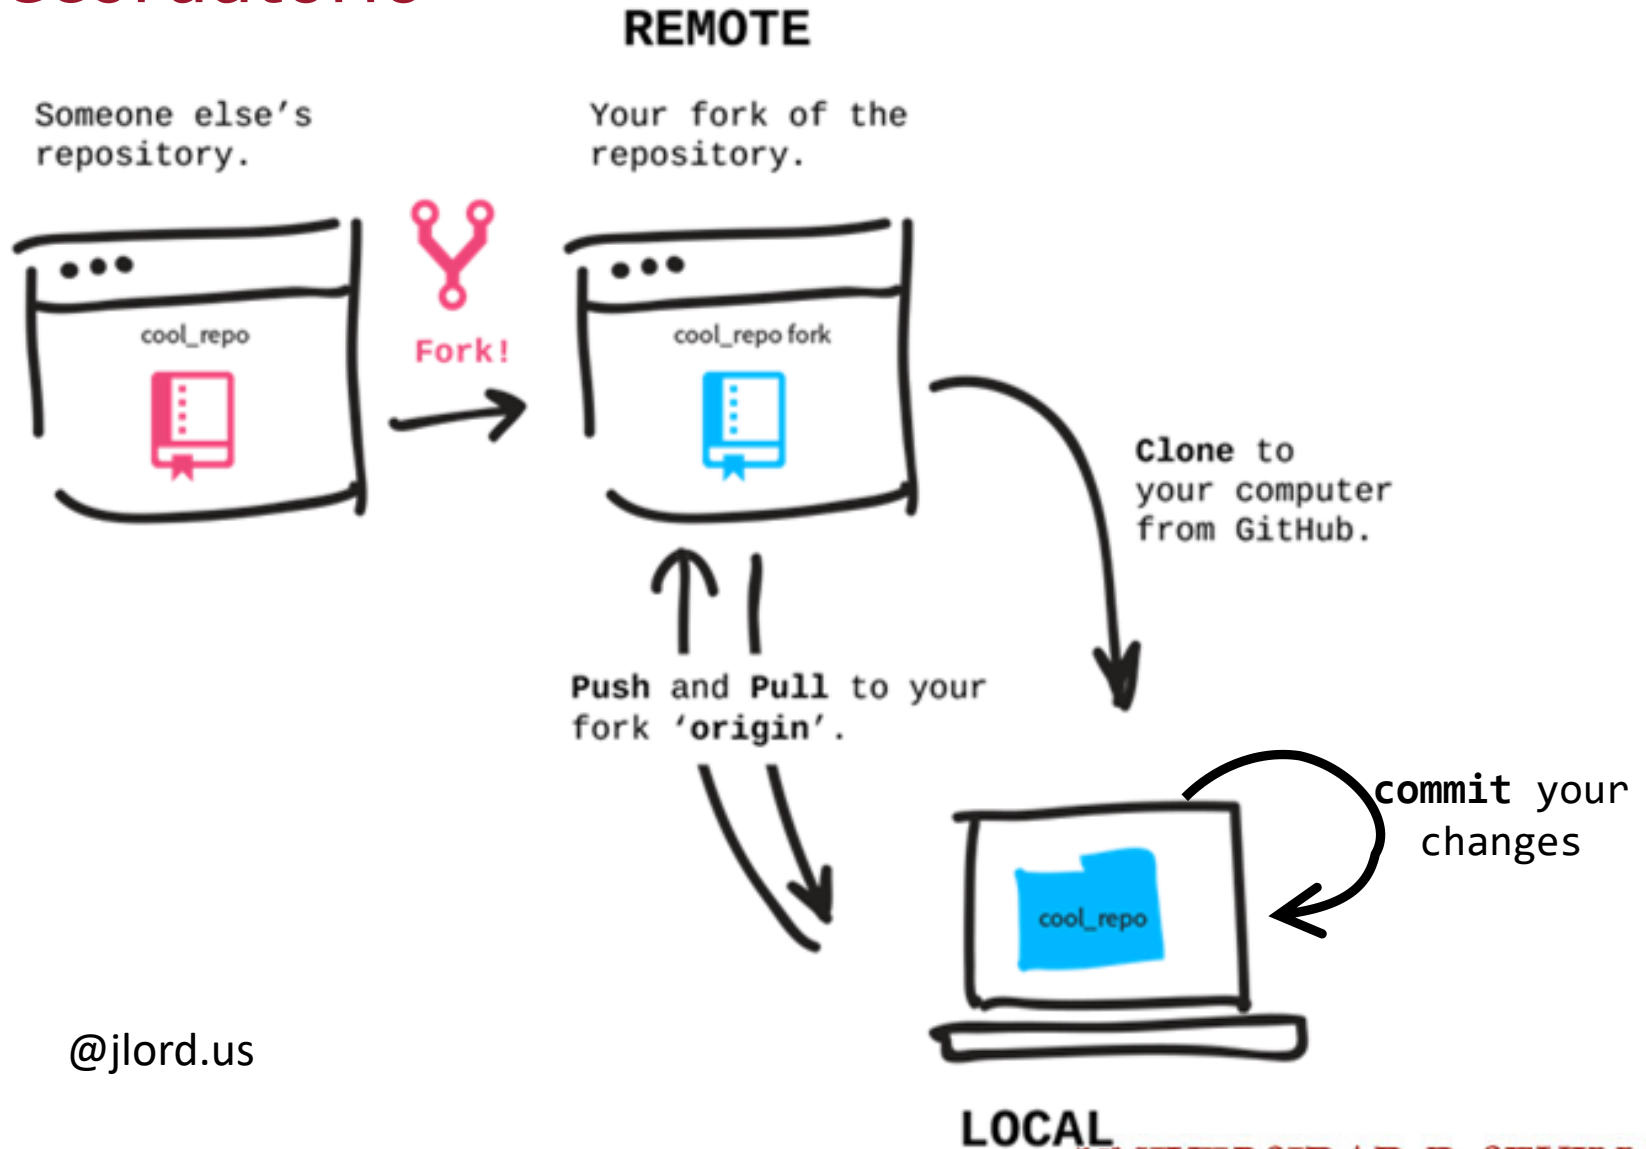 REMOTE
Someone else’s
repository.
Your fork of the
repository.
cool_repo
Fork!
cool_repo fork
Clone to
your computer
from GitHub.
Push and Pull to your
fork ‘origin’.
commit your
changes
cool_repo
@jlord.us
LOCAL